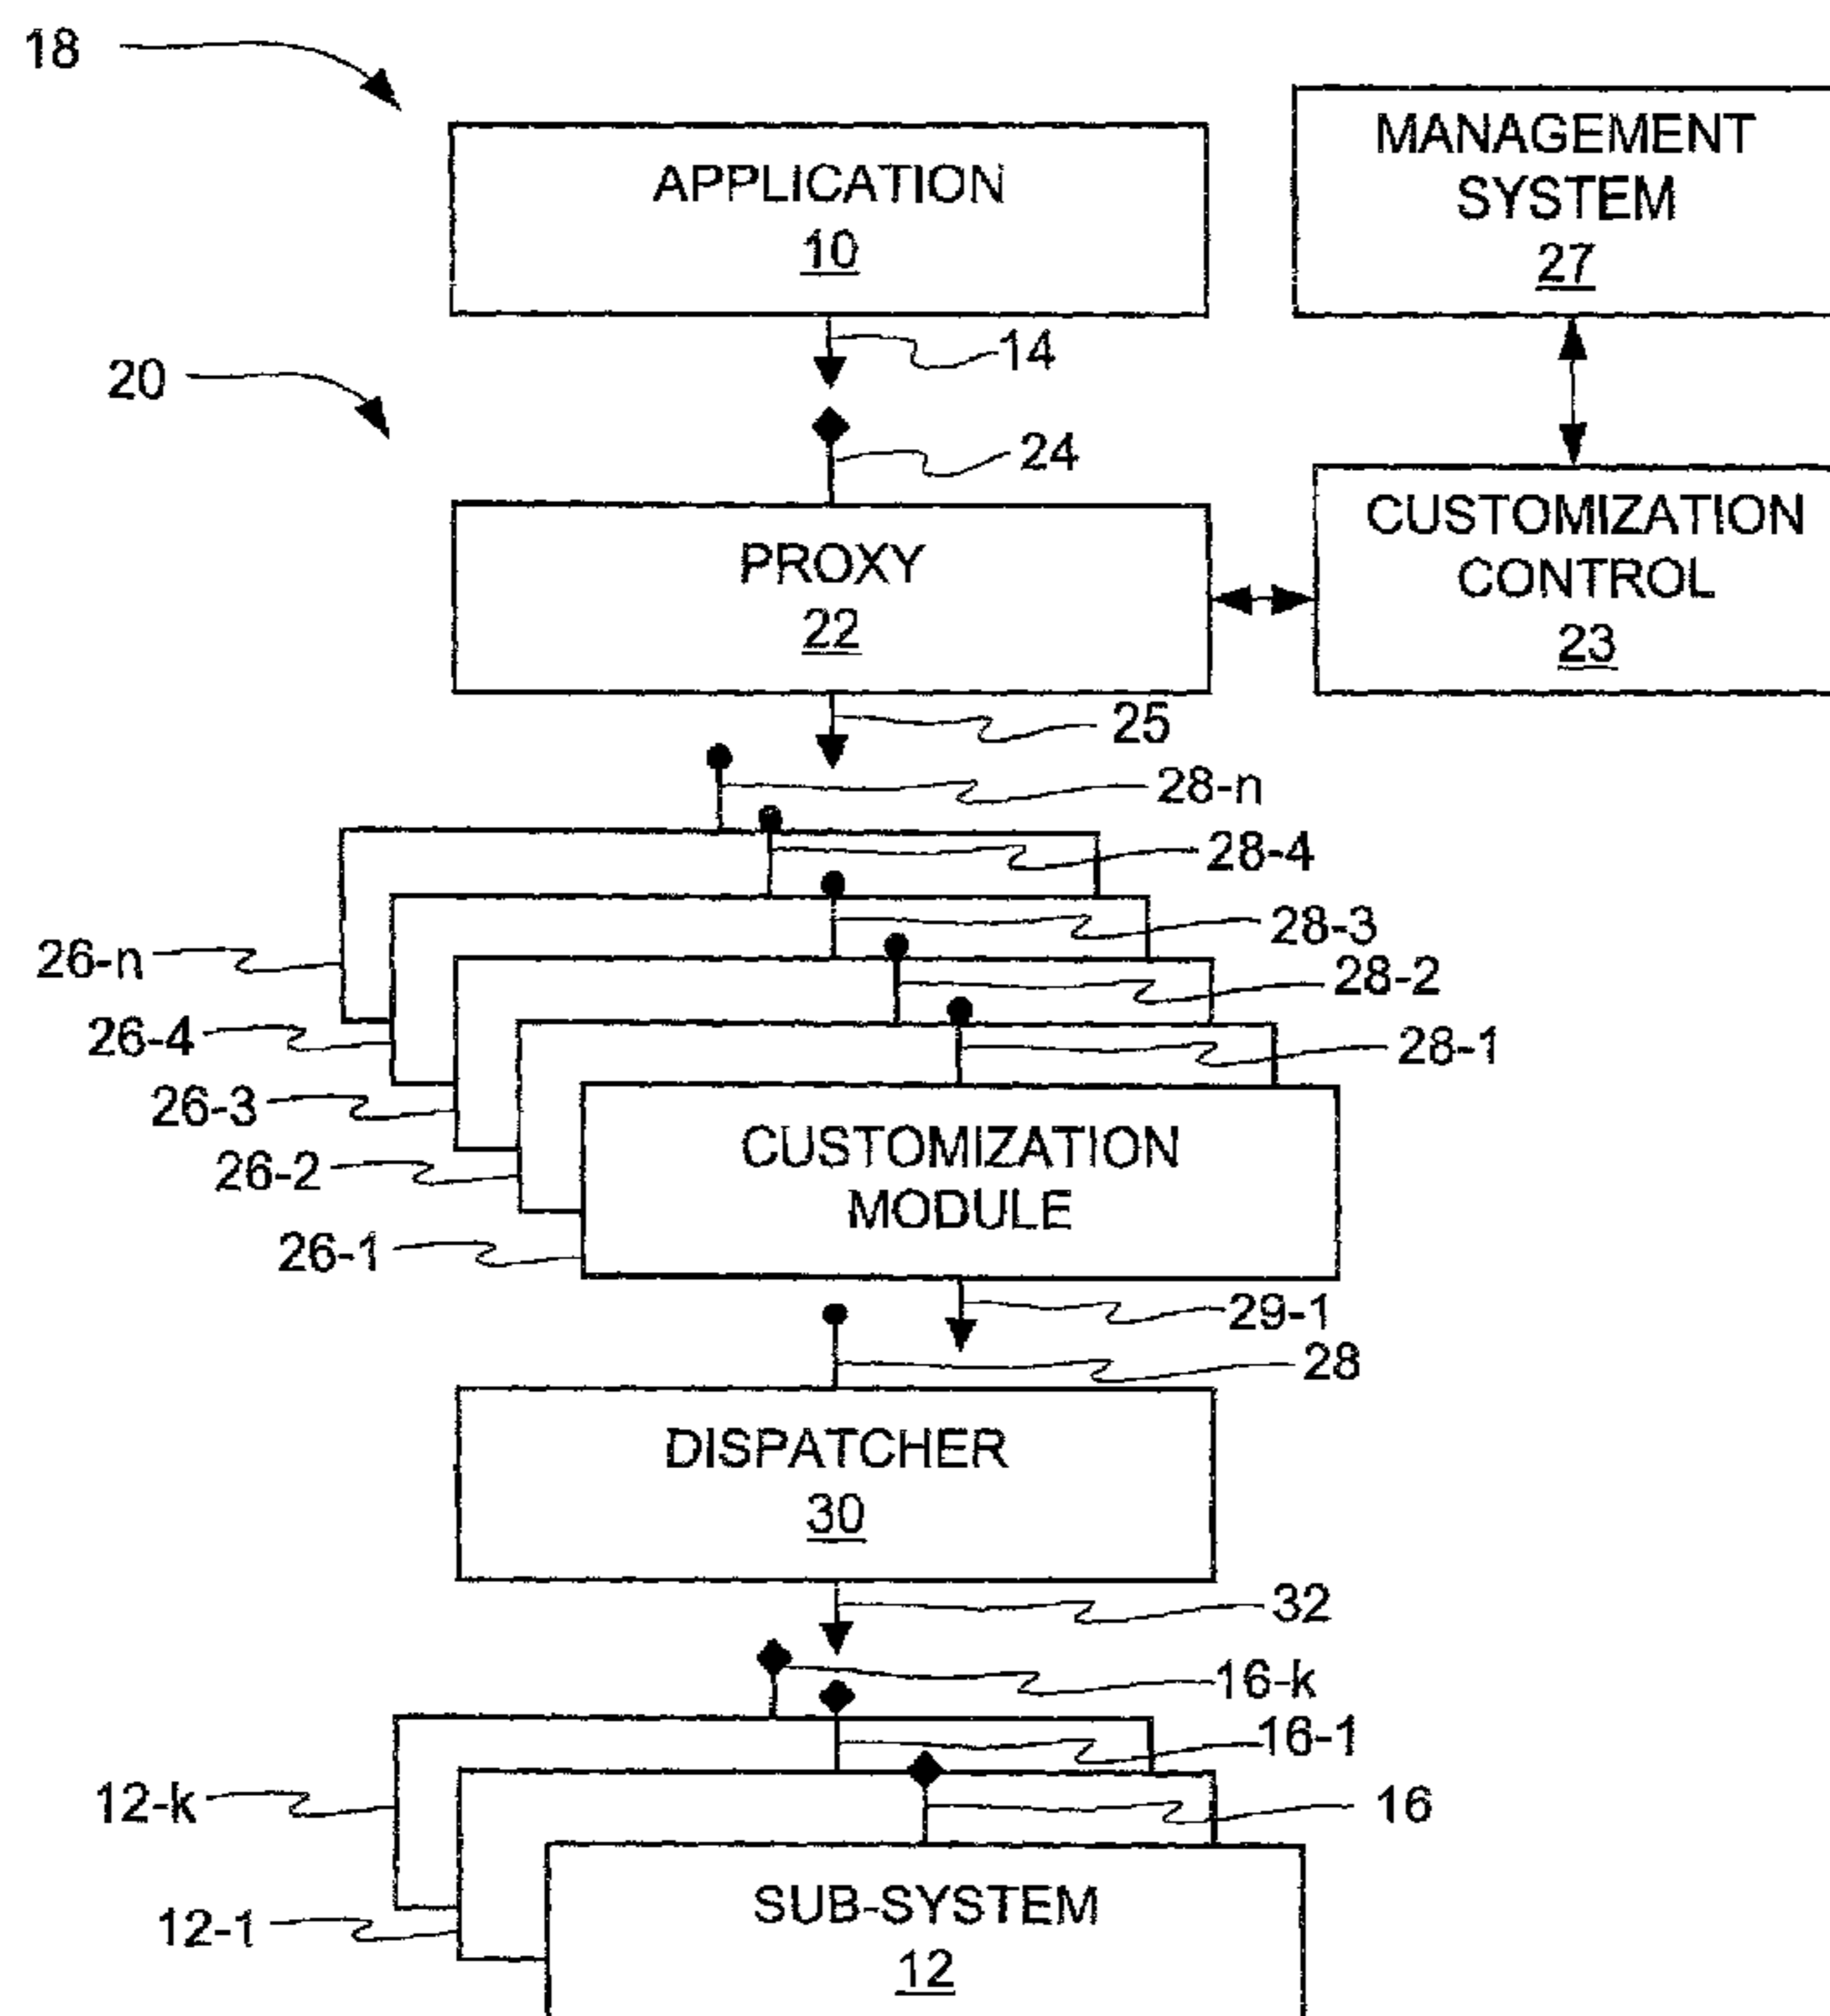 18
APPLICATION
10
MANAGEMENT
SYSTEM
27
14
20
24
PROXY
22
CUSTOMIZATION
CONTROL
23
25
28-n
28-4
28-3
26-n
28-2
26-4
28-1
26-3
CUSTOMIZATION
MODULE
26-2
26-1
29-1
28
DISPATCHER
30
32
16-k
16-1
12-k
16
SUB-SYSTEM
12-1
12